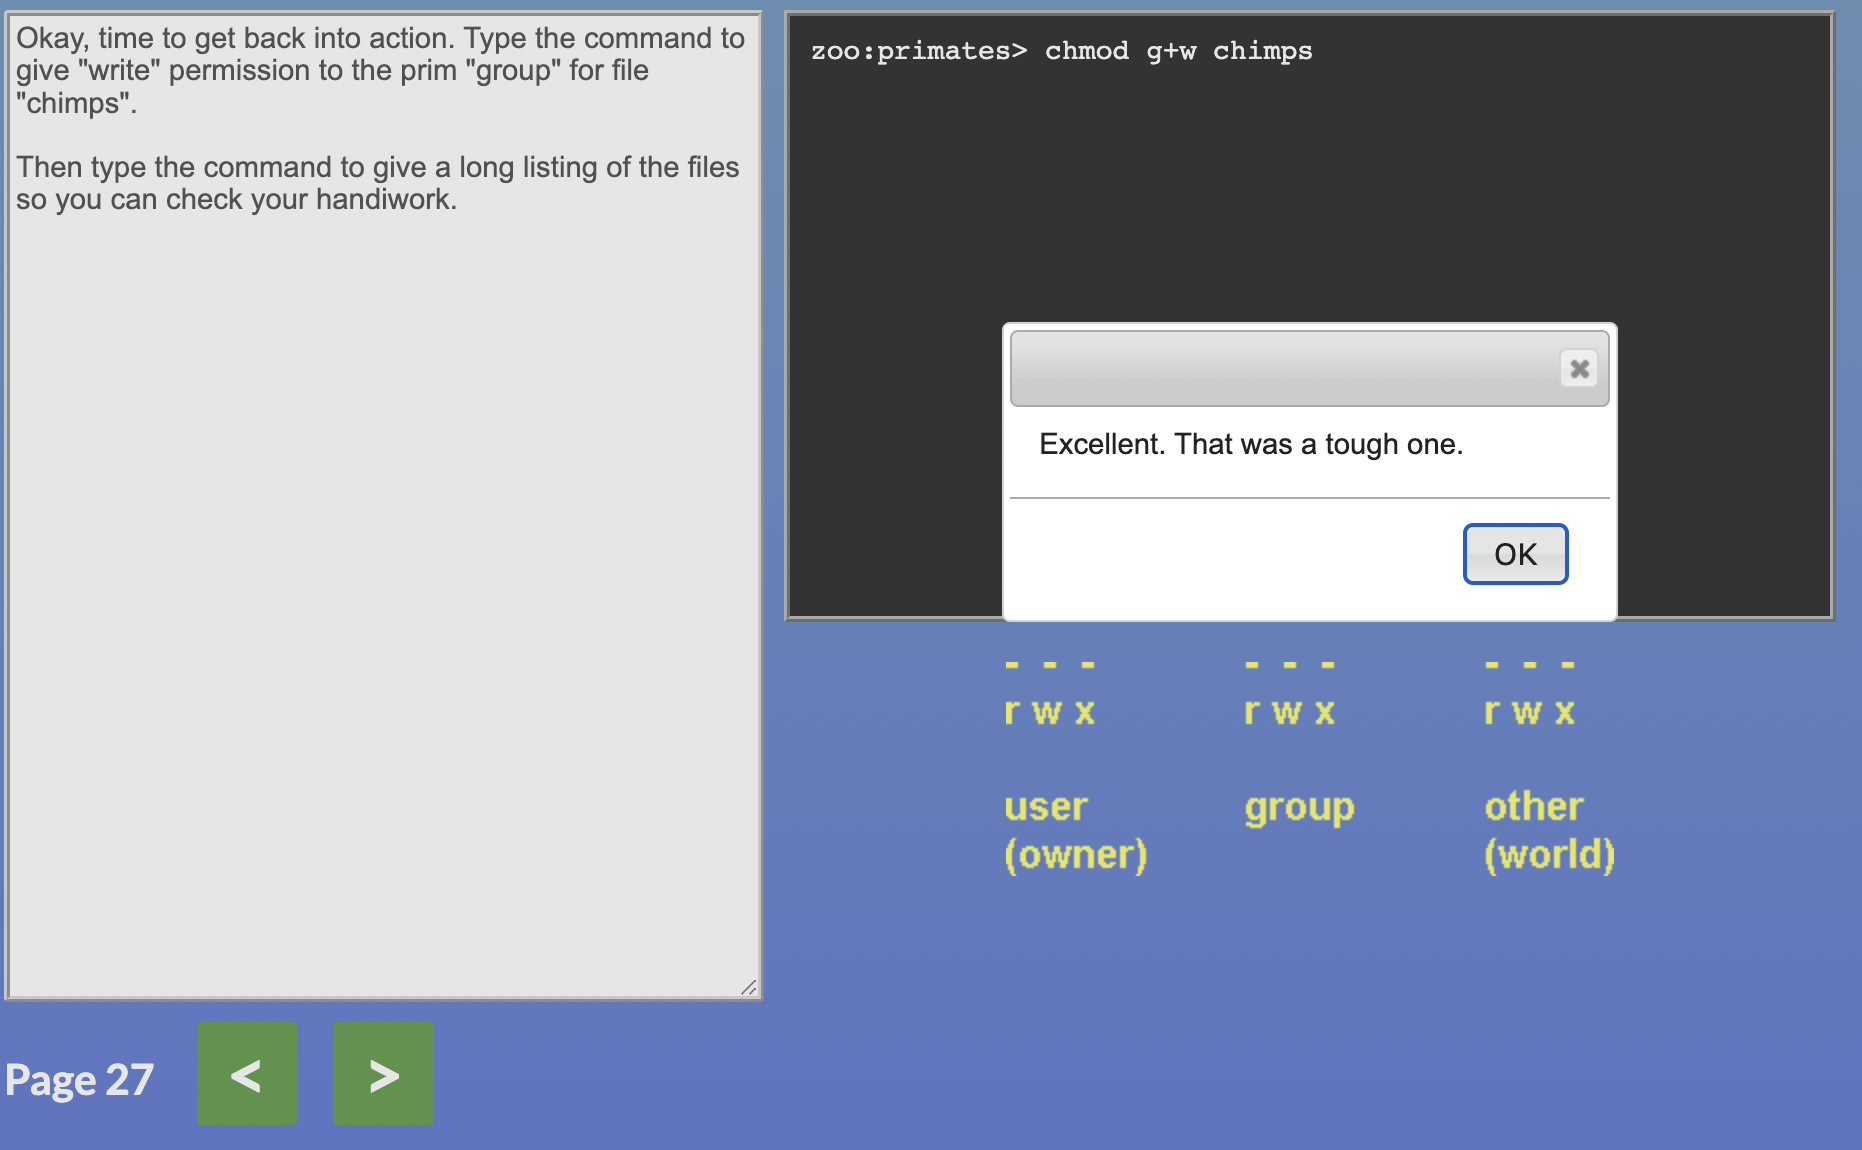 Okay, time to get back into action. Type the command to
give "write" permission to the prim "group" for file
"chimps".
Then type the command to give a long listing of the files
so you can check your handiwork.
zoo:primates> chmod g+w chimps
Excellent. That was a tough one.
OK
- - - - - - - - -
r w x r w x r w x
user group other
(owner) (world)
Page 27 < >